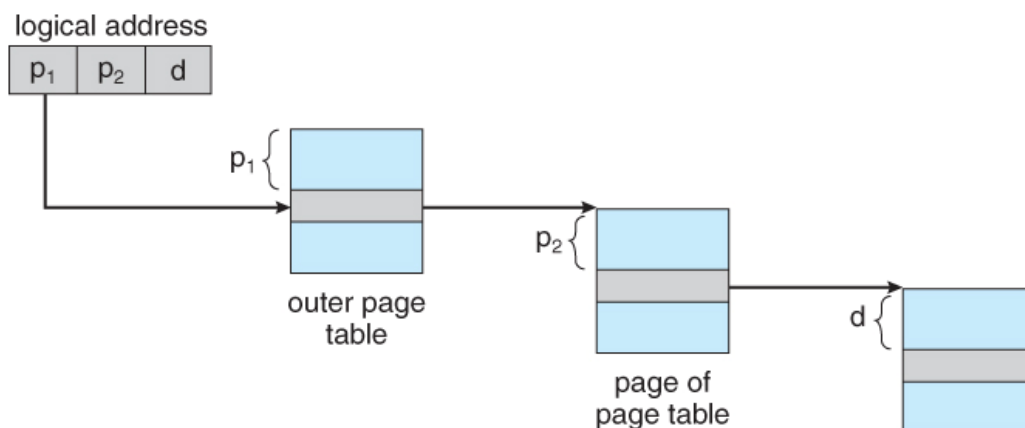 logical address
p₁ p₂ d
p₁
p₂
d
outer page
table
page of
page table